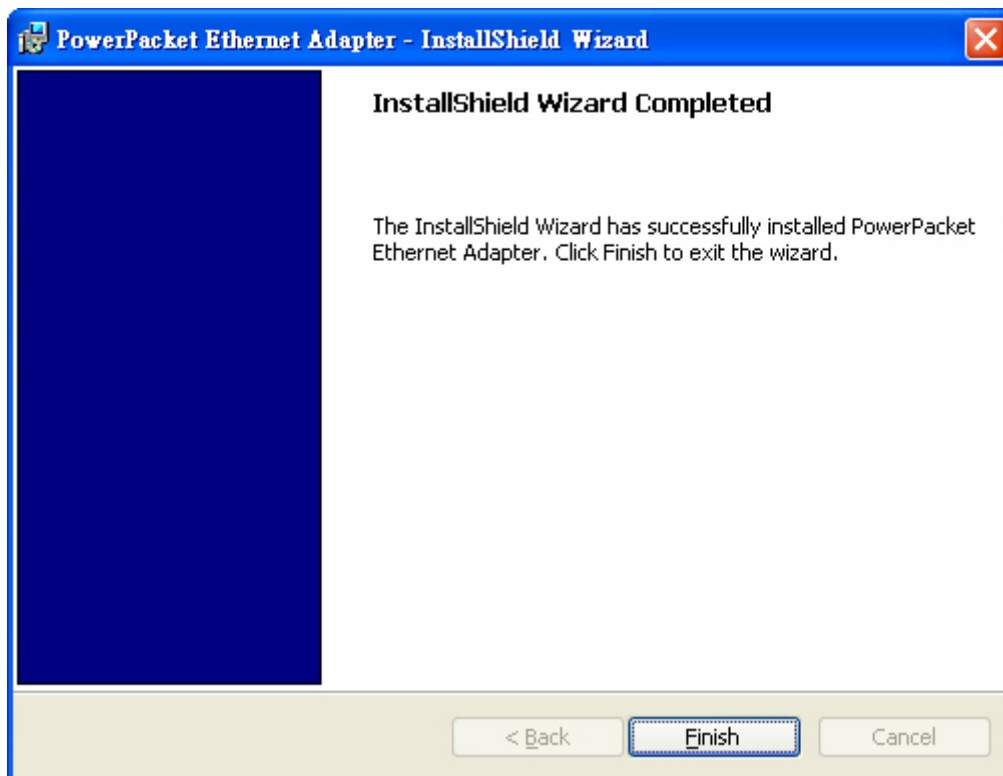 PowerPacket Ethernet Adapter - InstallShield Wizard
InstallShield Wizard Completed
The InstallShield Wizard has successfully installed PowerPacket
Ethernet Adapter. Click Finish to exit the wizard.
< Back Finish Cancel